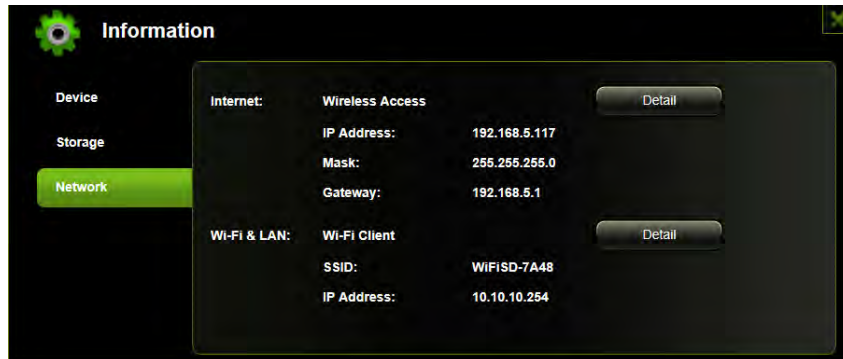 Information
Device
Storage
Network
Internet: Wireless Access Detail
IP Address: 192.168.5.117
Mask: 255.255.255.0
Gateway: 192.168.5.1
Wi-Fi & LAN: Wi-Fi Client Detail
SSID: WiFiSD-7A48
IP Address: 10.10.10.254